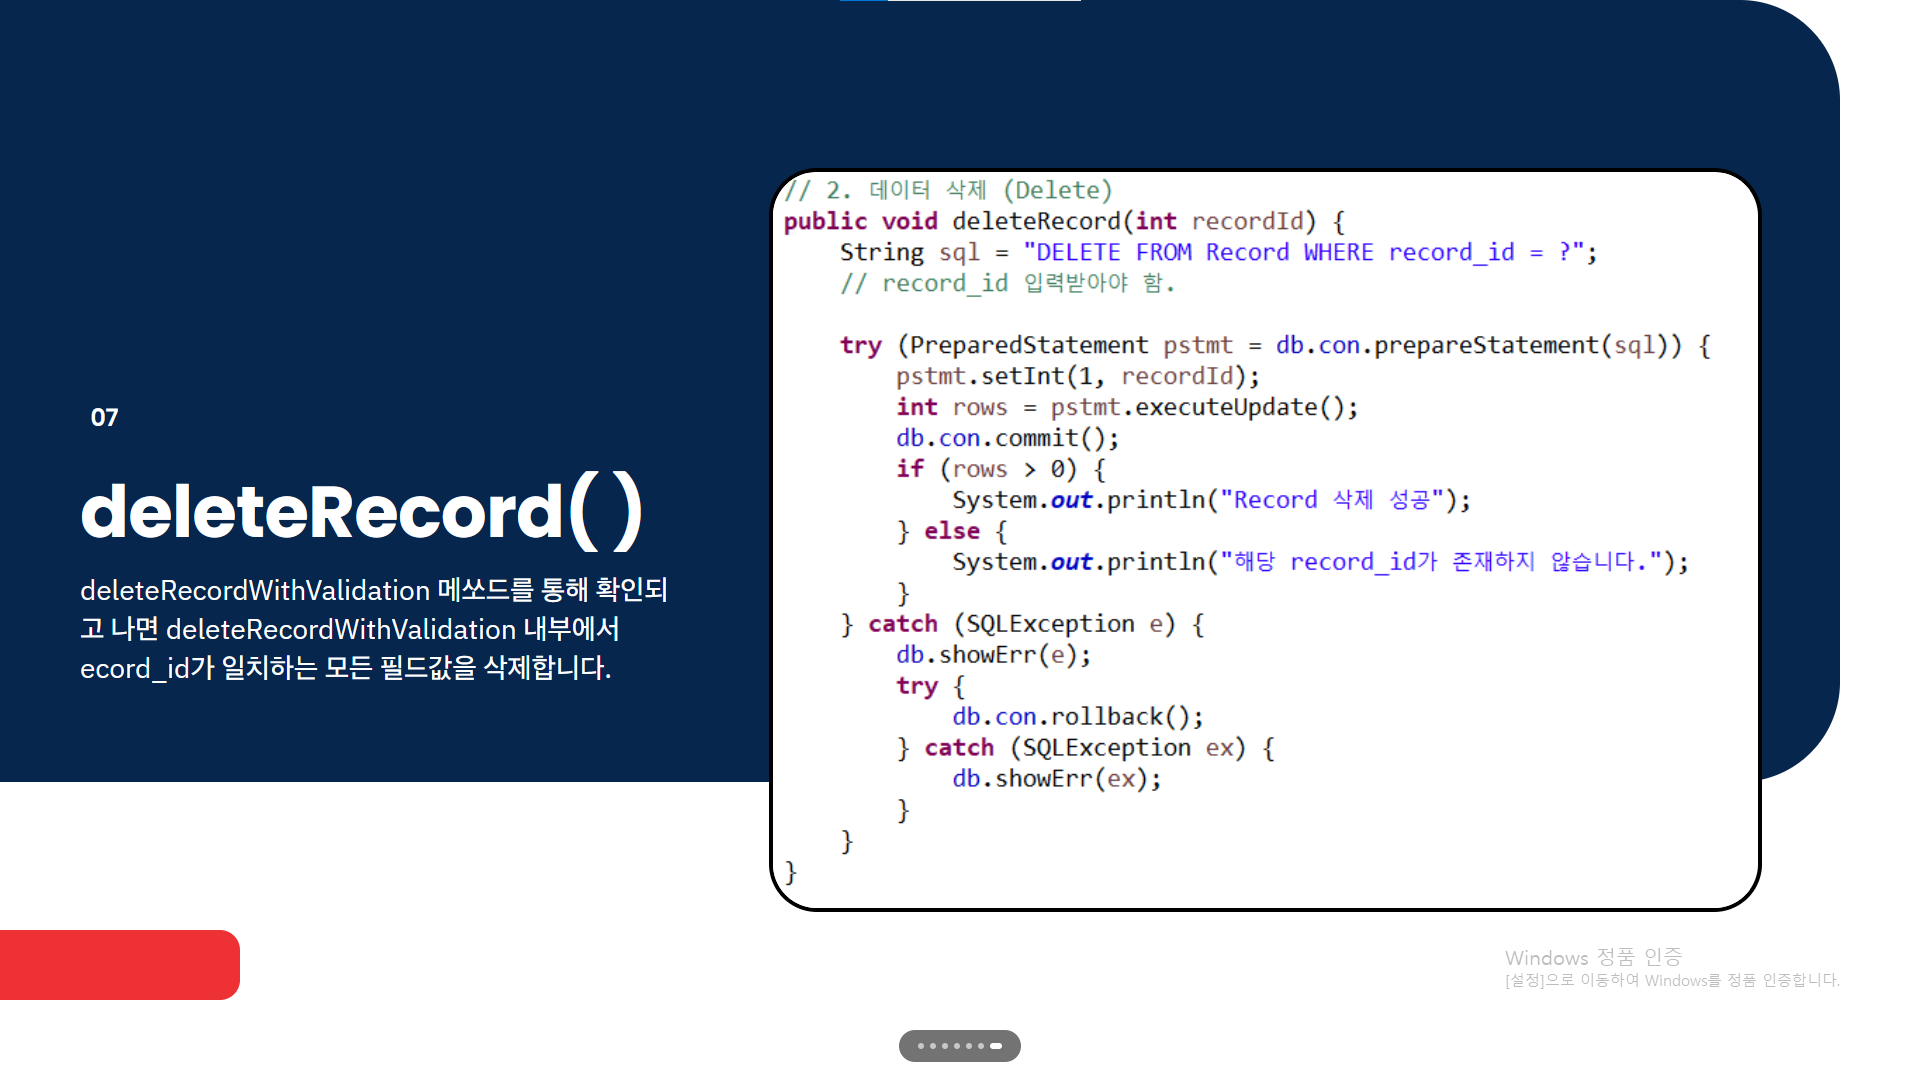 07
deleteRecord()
deleteRecordWithValidation 메쏘드를 통해 확인되
고 나면 deleteRecordWithValidation 내부에서
ecord_id가 일치하는 모든 필드값을 삭제합니다.
// 2. 데이터 삭제 (Delete)
public void deleteRecord(int recordId) {
    String sql = "DELETE FROM Record WHERE record_id = ?";
    // record_id 입력받아야 함.
    try (PreparedStatement pstmt = db.con.prepareStatement(sql)) {
        pstmt.setInt(1, recordId);
        int rows = pstmt.executeUpdate();
        db.con.commit();
        if (rows > 0) {
            System.out.println("Record 삭제 성공");
        } else {
            System.out.println("해당 record_id가 존재하지 않습니다.");
        }
    } catch (SQLException e) {
        db.showErr(e);
        try {
            db.con.rollback();
        } catch (SQLException ex) {
            db.showErr(ex);
        }
    }
}
Windows 정품 인증
[설정]으로 이동하여 Windows를 정품 인증합니다.